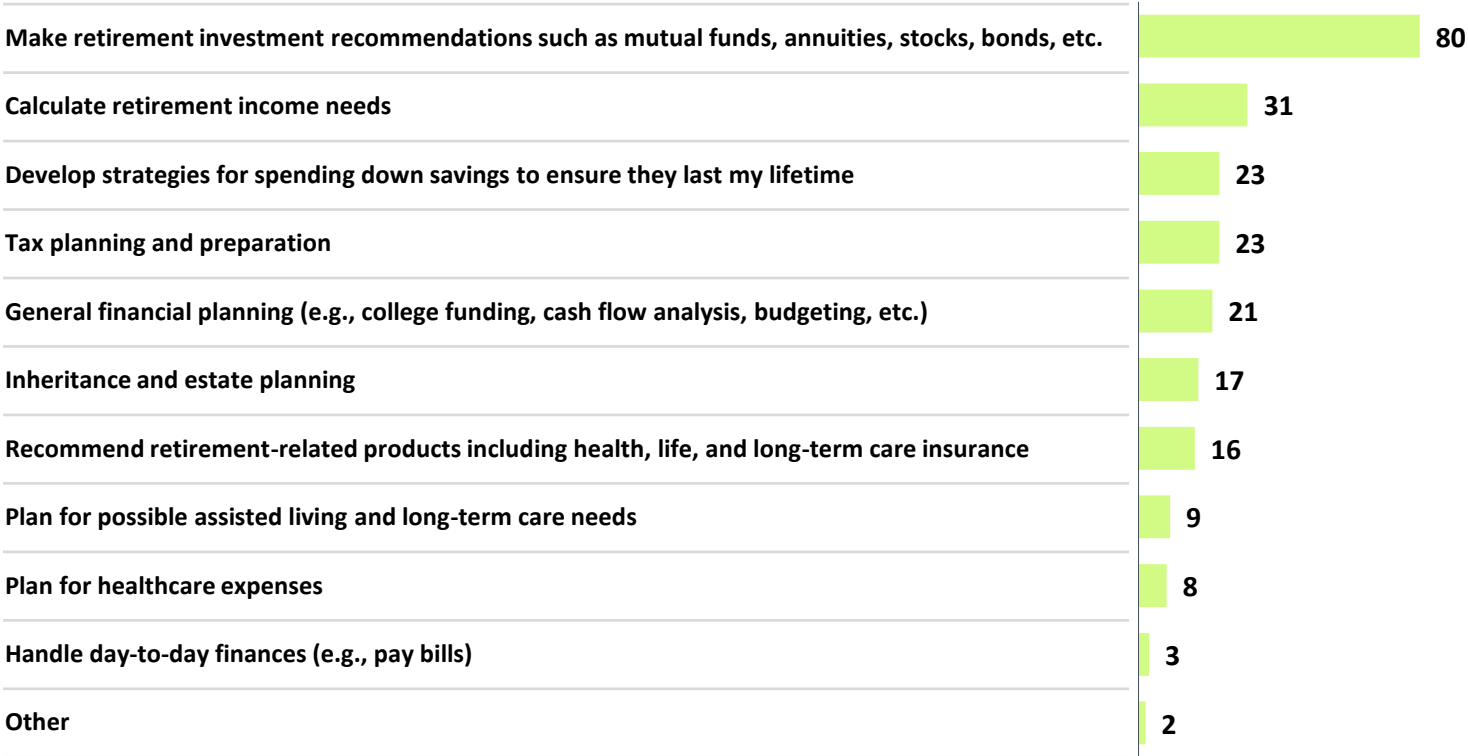 Make retirement investment recommendations such as mutual funds, annuities, stocks, bonds, etc. 80
Calculate retirement income needs 31
Develop strategies for spending down savings to ensure they last my lifetime 23
Tax planning and preparation 23
General financial planning (e.g., college funding, cash flow analysis, budgeting, etc.) 21
Inheritance and estate planning 17
Recommend retirement-related products including health, life, and long-term care insurance 16
Plan for possible assisted living and long-term care needs 9
Plan for healthcare expenses 8
Handle day-to-day finances (e.g., pay bills) 3
Other 2